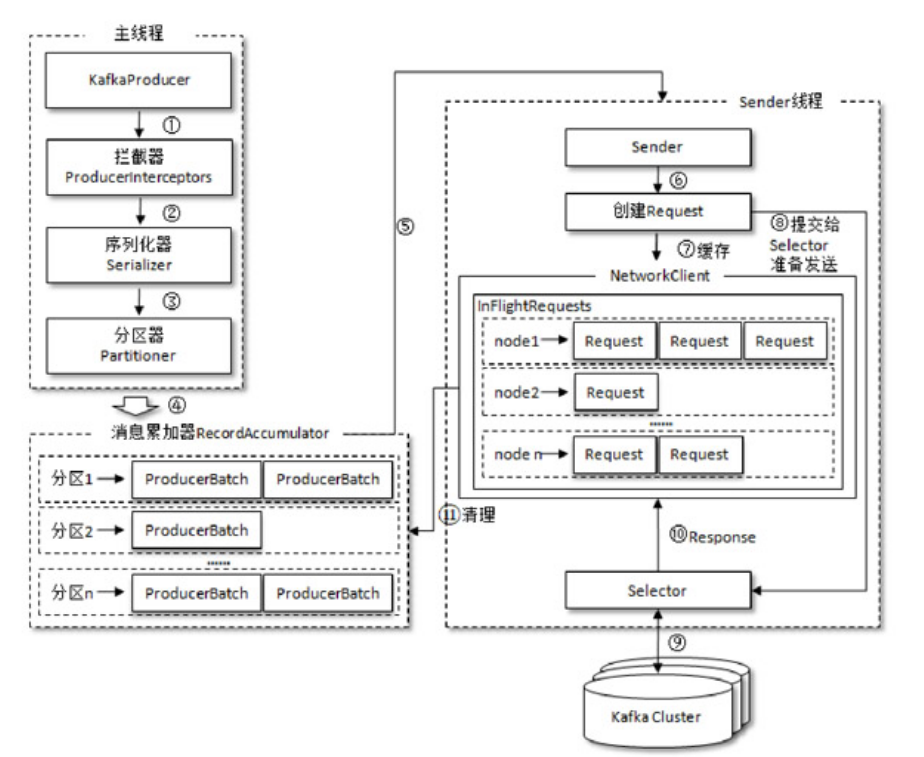 主线程
KafkaProducer
①
拦截器
ProducerInterceptors
②
序列化器
Serializer
③
分区器
Partitioner
④
消息累加器RecordAccumulator
分区1
ProducerBatch
ProducerBatch
分区2
ProducerBatch
......
分区n
ProducerBatch
ProducerBatch
⑤
Sender线程
Sender
⑥
创建Request
⑦缓存
⑧提交给
Selector
准备发送
NetworkClient
InFlightRequests
node1
Request
Request
Request
node2
Request
......
node n
Request
Request
⑪清理
⑩Response
Selector
⑨
Kafka Cluster